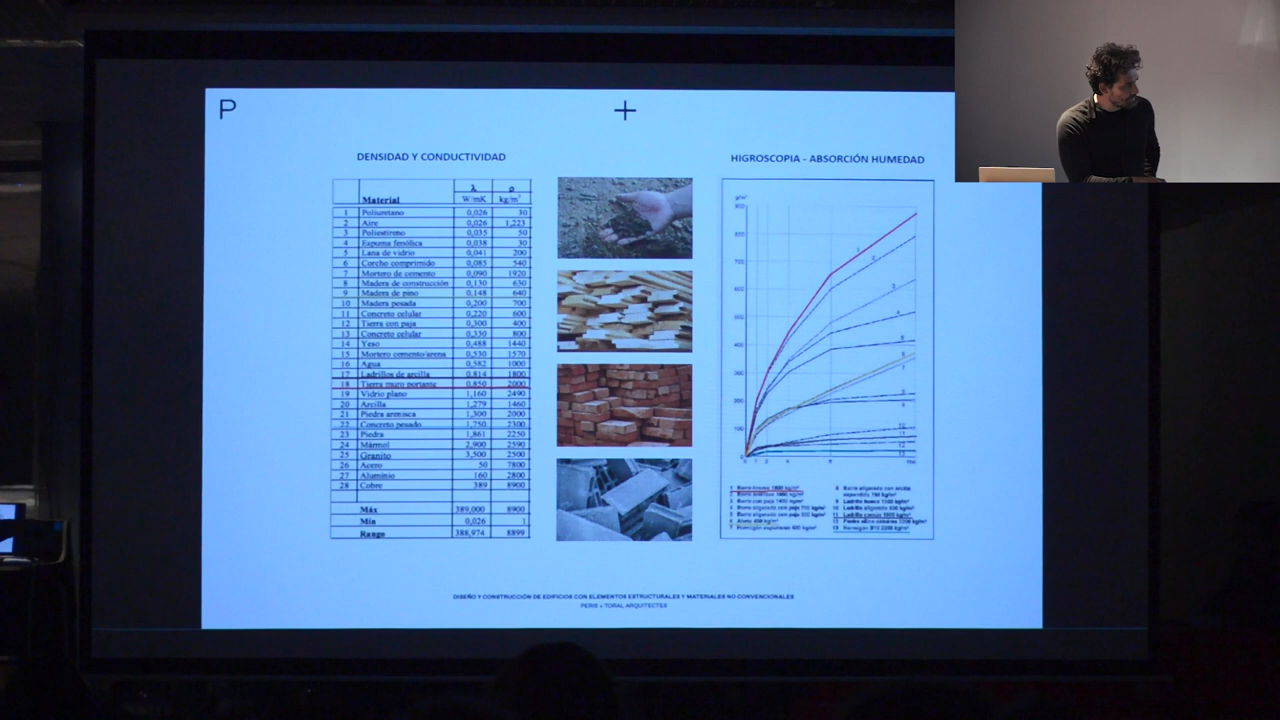 P
+
DENSIDAD Y CONDUCTIVIDAD
HIGROSCOPIA - ABSORCIÓN HUMEDAD
λ ρ
Material W/mK kg/m³
1 Poliuretano 0,026 30
2 Aire 0,026 1,223
3 Poliestireno 0,035 50
4 Espuma fenólica 0,038 30
5 Lana de vidrio 0,041 200
6 Corcho comprimido 0,085 540
7 Mortero de cemento 0,090 1920
8 Madera de construcción 0,130 630
9 Madera de pino 0,148 640
10 Madera pesada 0,200 700
11 Concreto celular 0,220 600
12 Tierra con paja 0,300 400
13 Concreto celular 0,330 800
14 Yeso 0,488 1440
15 Mortero cemento/arena 0,530 1570
16 Agua 0,582 1000
17 Ladrillos de arcilla 0.814 1800
18 Tierra muro portante 0,850 2000
19 Vidrio plano 1,160 2490
20 Arcilla 1,279 1460
21 Piedra arenisca 1,300 2000
22 Concreto pesado 1,750 2300
23 Piedra 1,861 2250
24 Mármol 2,900 2590
25 Granito 3,500 2500
26 Acero 50 7800
27 Aluminio 160 2800
28 Cobre 389 8900
Máx 389,000 8900
Mín 0,026 1
Rango 388,974 8899
g/m²
800
700
600
500
400
300
200
100
DISEÑO Y CONSTRUCCIÓN DE EDIFICIOS CON ELEMENTOS ESTRUCTURALES Y MATERIALES NO CONVENCIONALES
PERIS + TORAL ARQUITECTES